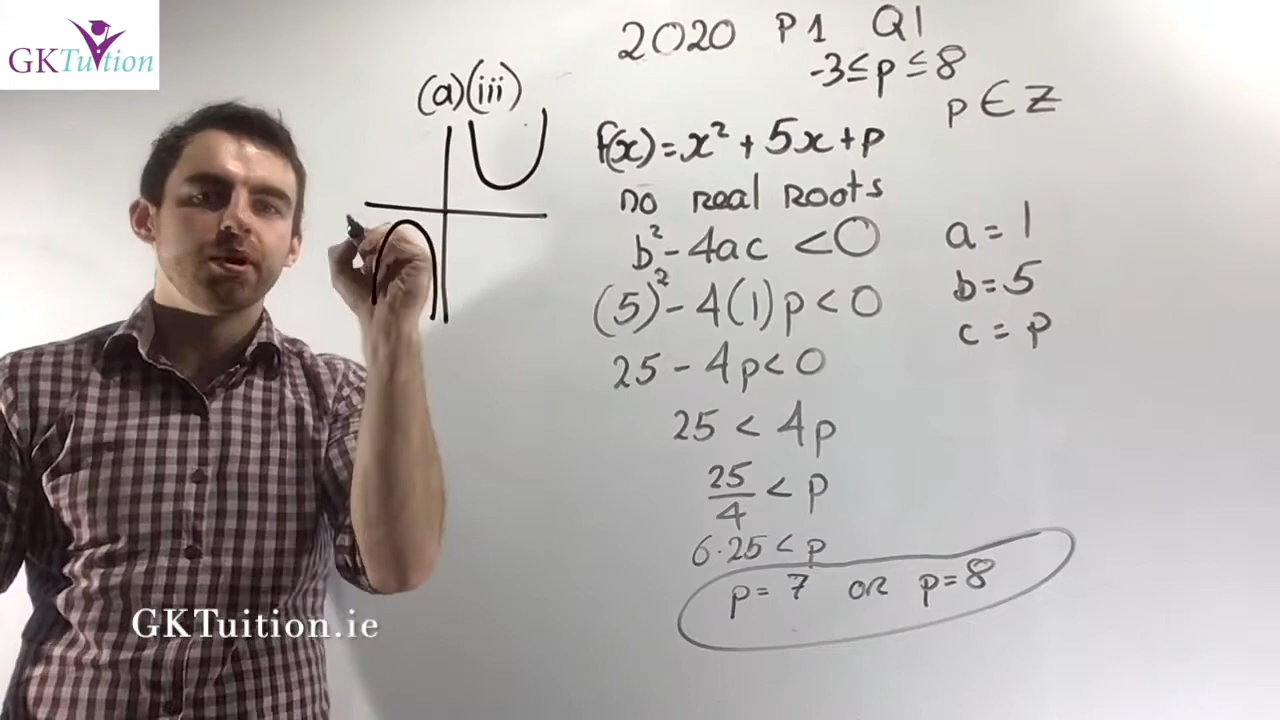 GKTuition
2020 P1 Q1
-3≤p≤8
p∈Z
(a)(iii)
f(x)=x²+5x+p
no real roots
b²-4ac <0
a=1
(5)²-4(1)p<0
b=5
c=p
25-4p<0
25<4p
25/4<p
6·25<p
p=7 OR p=8
GKTuition.ie